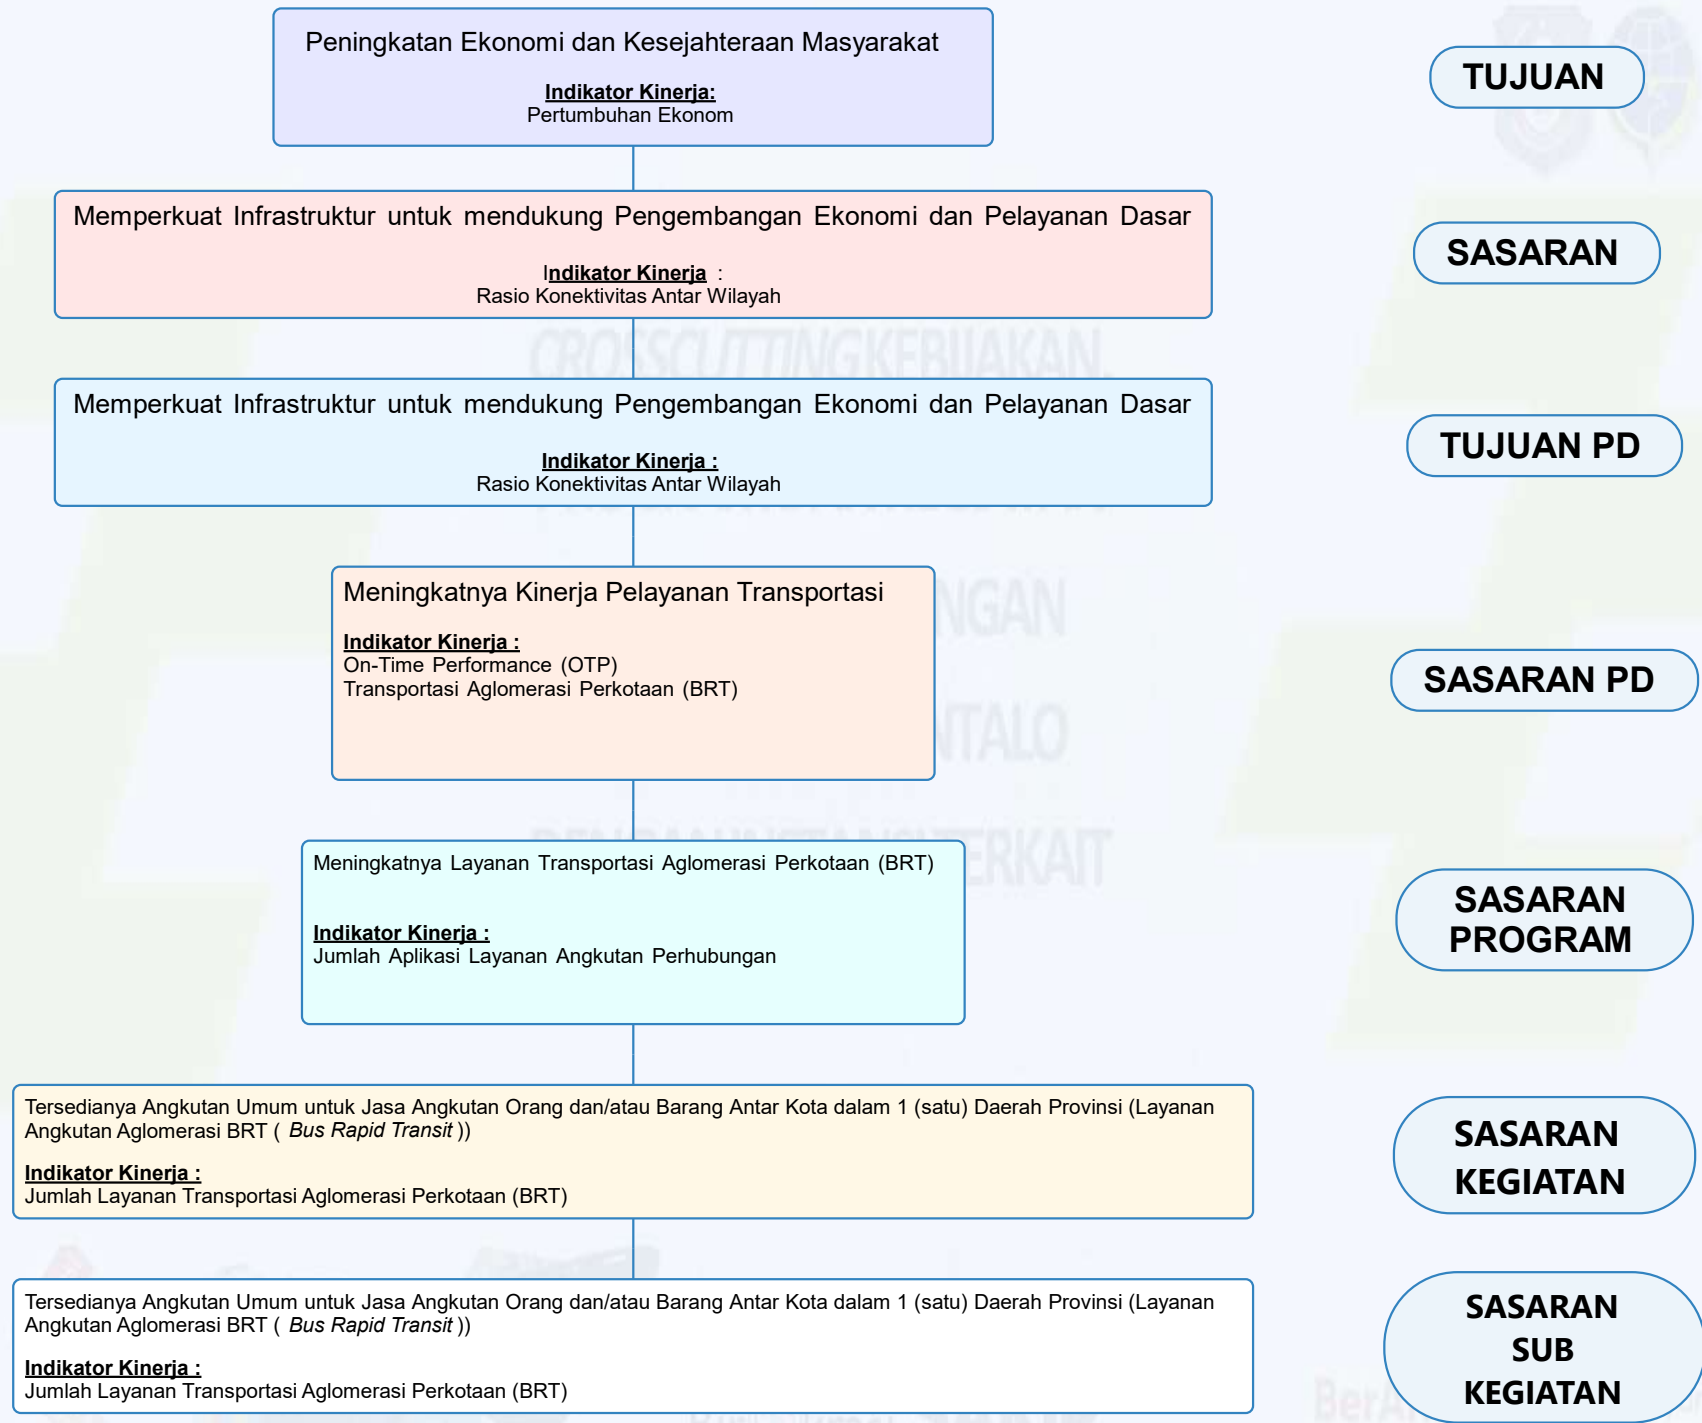 Peningkatan Ekonomi dan Kesejahteraan Masyarakat
Indikator Kinerja:
Pertumbuhan Ekonom
TUJUAN
Memperkuat Infrastruktur untuk mendukung Pengembangan Ekonomi dan Pelayanan Dasar
Indikator Kinerja :
Rasio Konektivitas Antar Wilayah
SASARAN
CROSSCUTTING KEBIJAKAN,
Memperkuat Infrastruktur untuk mendukung Pengembangan Ekonomi dan Pelayanan Dasar
Indikator Kinerja :
Rasio Konektivitas Antar Wilayah
TUJUAN PD
Meningkatnya Kinerja Pelayanan Transportasi
Indikator Kinerja :
On-Time Performance (OTP)
Transportasi Aglomerasi Perkotaan (BRT)
NGAN
NTALO
SASARAN PD
TERKAIT
Meningkatnya Layanan Transportasi Aglomerasi Perkotaan (BRT)
Indikator Kinerja :
Jumlah Aplikasi Layanan Angkutan Perhubungan
SASARAN
PROGRAM
Tersedianya Angkutan Umum untuk Jasa Angkutan Orang dan/atau Barang Antar Kota dalam 1 (satu) Daerah Provinsi (Layanan
Angkutan Aglomerasi BRT ( Bus Rapid Transit ))
Indikator Kinerja :
Jumlah Layanan Transportasi Aglomerasi Perkotaan (BRT)
SASARAN
KEGIATAN
Tersedianya Angkutan Umum untuk Jasa Angkutan Orang dan/atau Barang Antar Kota dalam 1 (satu) Daerah Provinsi (Layanan
Angkutan Aglomerasi BRT ( Bus Rapid Transit ))
Indikator Kinerja :
Jumlah Layanan Transportasi Aglomerasi Perkotaan (BRT)
SASARAN
SUB
KEGIATAN